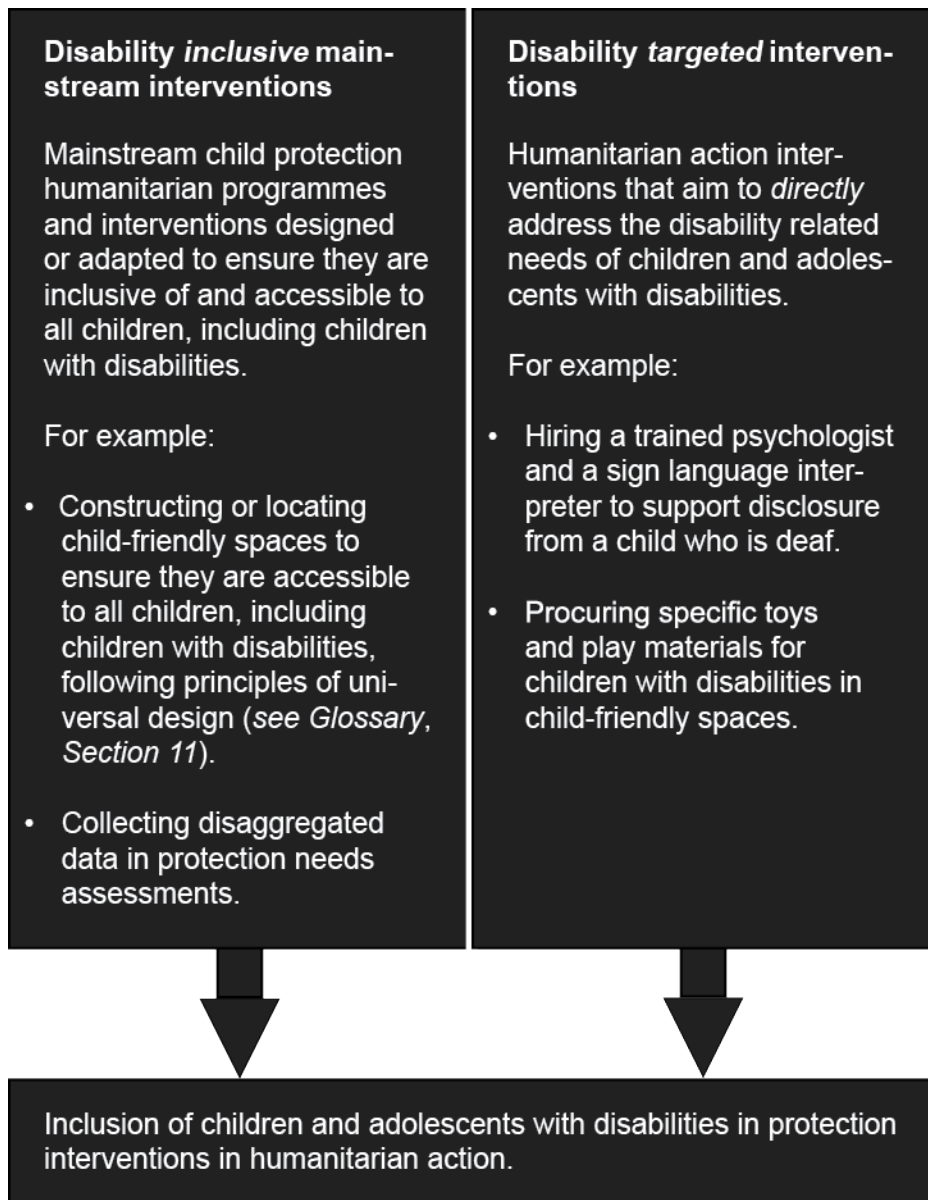 Disability inclusive main-
stream interventions
Mainstream child protection
humanitarian programmes
and interventions designed
or adapted to ensure they are
inclusive of and accessible to
all children, including children
with disabilities.
For example:
• Constructing or locating
child-friendly spaces to
ensure they are accessible
to all children, including
children with disabilities,
following principles of uni-
versal design (see Glossary,
Section 11).
• Collecting disaggregated
data in protection needs
assessments.
Disability targeted interven-
tions
Humanitarian action inter-
ventions that aim to directly
address the disability related
needs of children and adoles-
cents with disabilities.
For example:
• Hiring a trained psychologist
and a sign language inter-
preter to support disclosure
from a child who is deaf.
• Procuring specific toys
and play materials for
children with disabilities in
child-friendly spaces.
Inclusion of children and adolescents with disabilities in protection
interventions in humanitarian action.